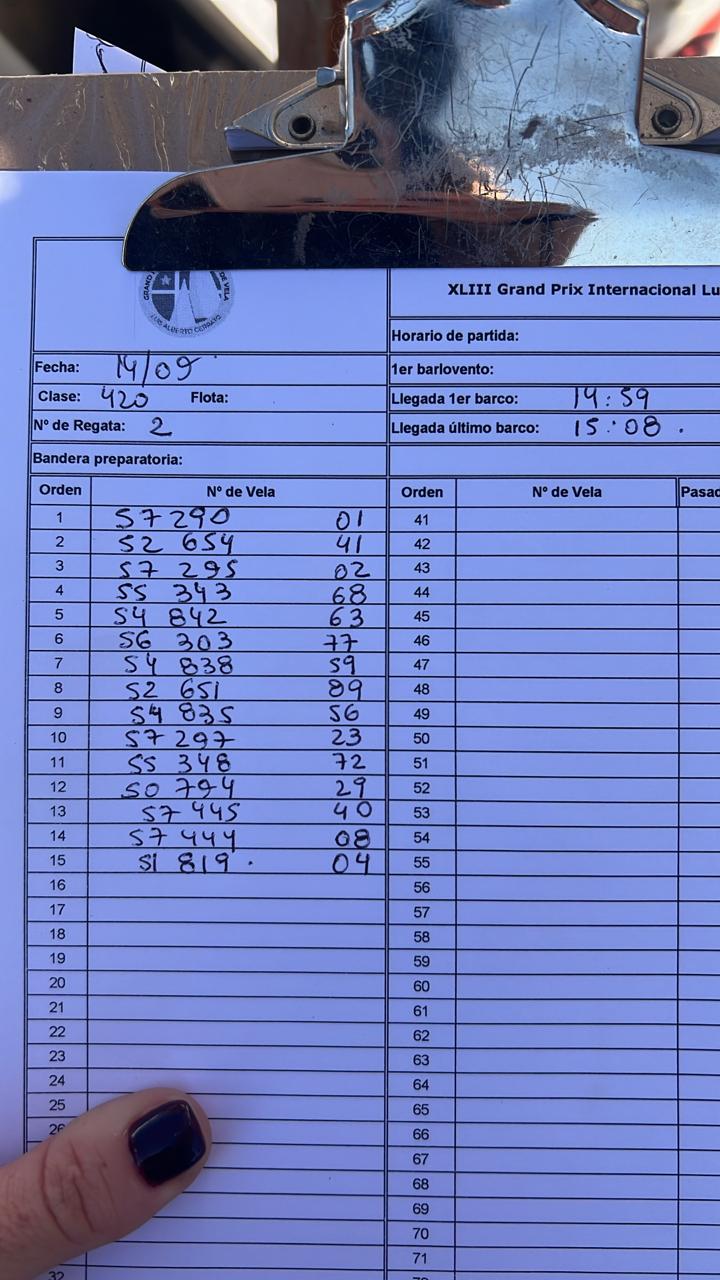 GRAND DE VELA
LUIS ALBERTO CERRATO
XLIII Grand Prix Internacional Lu
Horario de partida:
Fecha: 14/09
1er barlovento:
Clase: 420 Flota:
Llegada 1er barco: 14:59
Nº de Regata: 2
Llegada último barco: 15:08.
Bandera preparatoria:
Orden Nº de Vela Orden Nº de Vela Pasad
1 57 290 01 41
2 52 654 41 42
3 57 295 02 43
4 55 343 68 44
5 54 842 63 45
6 56 303 77 46
7 54 838 59 47
8 52 651 89 48
9 54 835 56 49
10 57 297 23 50
11 55 348 72 51
12 50 794 29 52
13 57 445 40 53
14 57 444 08 54
15 51 819. 04 55
16 56
17 57
18 58
19 59
20 60
21 61
22 62
23 63
24 64
25 65
26 66
67
68
69
70
71
32